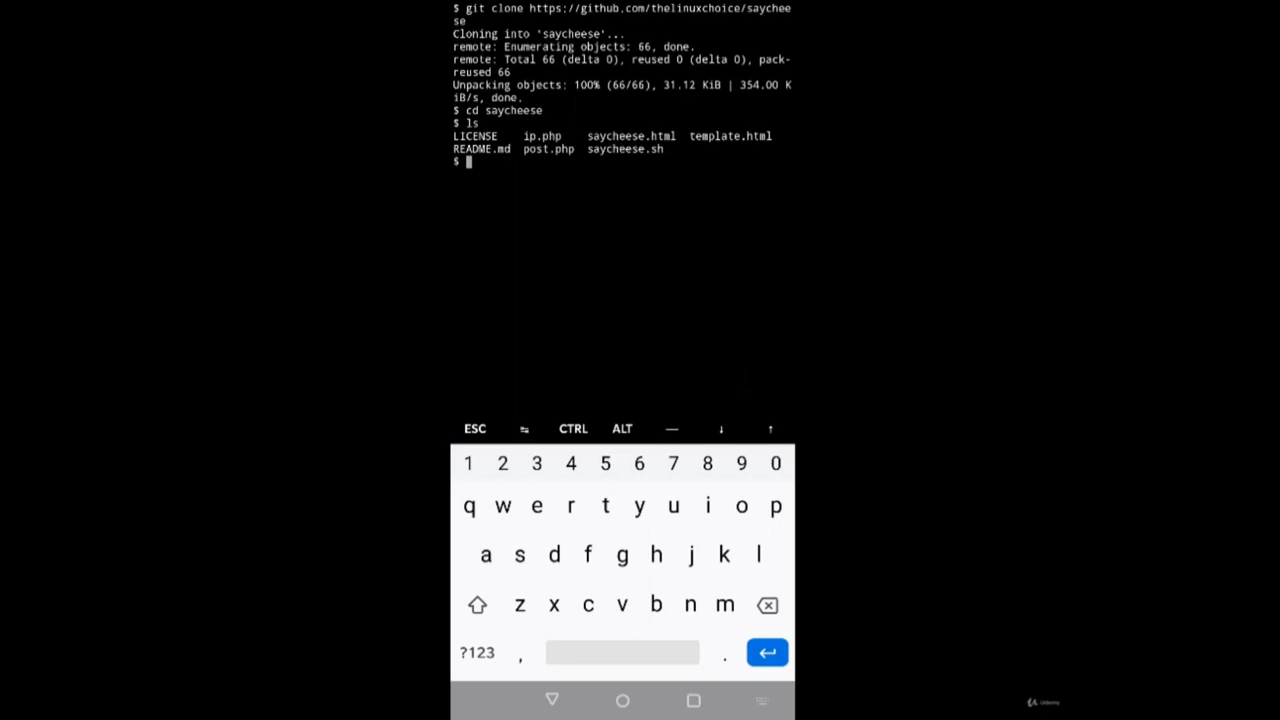 $ git clone https://github.com/thelinuxchoice/saychee
se
Cloning into 'saycheese'...
remote: Enumerating objects: 66, done.
remote: Total 66 (delta 0), reused 0 (delta 0), pack-
reused 66
Unpacking objects: 100% (66/66), 31.12 KiB | 354.00 K
iB/s, done.
$ cd saycheese
$ ls
LICENSE ip.php saycheese.html template.html
README.md post.php saycheese.sh
$
ESC ⇆ CTRL ALT — ↓ ↑
1 2 3 4 5 6 7 8 9 0
q w e r t y u i o p
a s d f g h j k l
z x c v b n m
?123 , .
Udemy